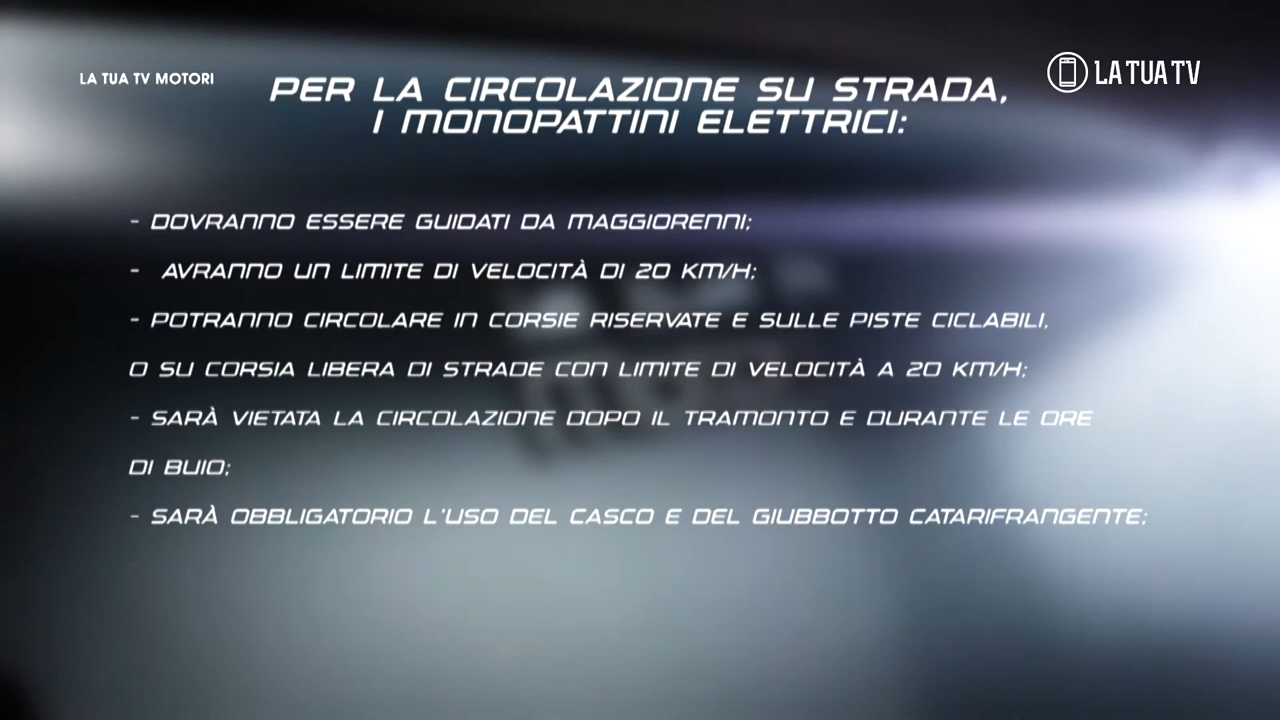 LA TUA TV MOTORI
LA TUA TV
PER LA CIRCOLAZIONE SU STRADA,
I MONOPATTINI ELETTRICI:
- DOVRANNO ESSERE GUIDATI DA MAGGIORENNI;
- AVRANNO UN LIMITE DI VELOCITÀ DI 20 KM/H;
- POTRANNO CIRCOLARE IN CORSIE RISERVATE E SULLE PISTE CICLABILI,
O SU CORSIA LIBERA DI STRADE CON LIMITE DI VELOCITÀ A 20 KM/H;
- SARÀ VIETATA LA CIRCOLAZIONE DOPO IL TRAMONTO E DURANTE LE ORE
DI BUIO;
- SARÀ OBBLIGATORIO L'USO DEL CASCO E DEL GIUBBOTTO CATARIFRANGENTE;